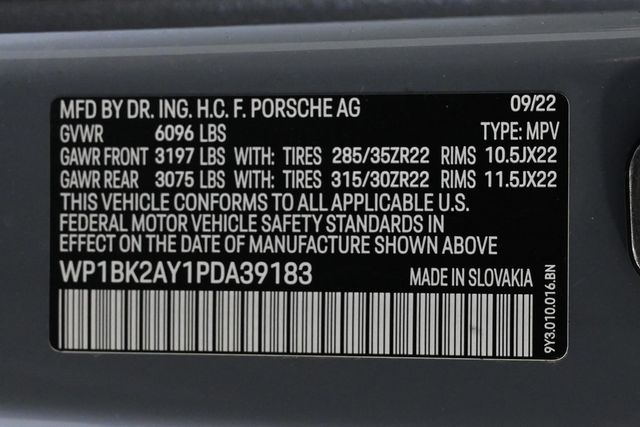 MFD BY DR. ING. H.C. F. PORSCHE AG 09/22
GVWR 6096 LBS TYPE: MPV
GAWR FRONT 3197 LBS WITH: TIRES 285/35ZR22 RIMS 10.5JX22
GAWR REAR 3075 LBS WITH: TIRES 315/30ZR22 RIMS 11.5JX22
THIS VEHICLE CONFORMS TO ALL APPLICABLE U.S.
FEDERAL MOTOR VEHICLE SAFETY STANDARDS IN
EFFECT ON THE DATE OF MANUFACTURE SHOWN ABOVE
WP1BK2AY1PDA39183 MADE IN SLOVAKIA
9Y3.010.016.BN